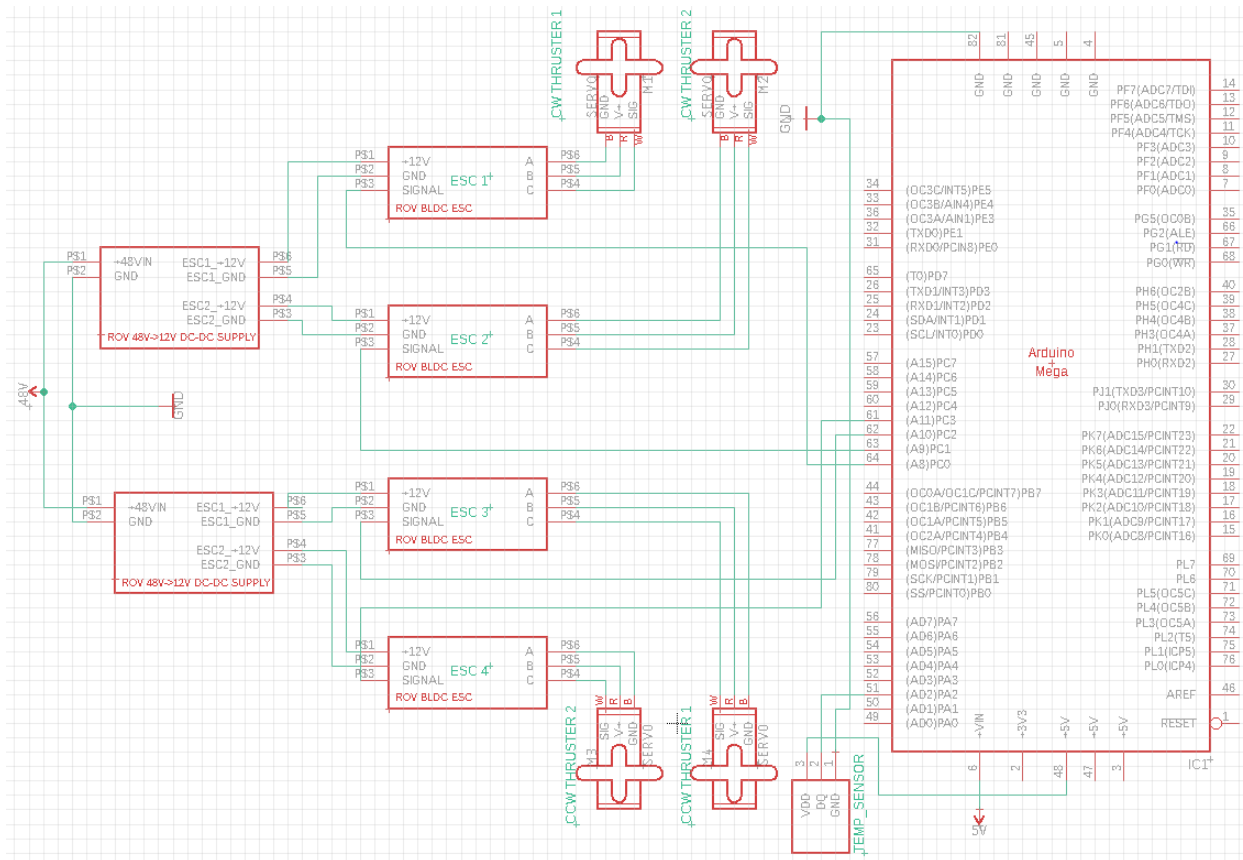 CW THRUSTER 1
SERVO
GND
V+
SIG
M1
B
R
W
CW THRUSTER 2
SERVO
GND
V+
SIG
M2
B
R
W
GND
P$1
P$2
P$3
+12V
GND
SIGNAL
ESC 1
A
B
C
ROV BLDC ESC
P$6
P$5
P$4
P$1
P$2
+48VIN
GND
ESC1_+12V
ESC1_GND
ESC2_+12V
ESC2_GND
ROV 48V->12V DC-DC SUPPLY
P$6
P$5
P$4
P$3
P$1
P$2
P$3
+12V
GND
SIGNAL
ESC 2
A
B
C
ROV BLDC ESC
P$6
P$5
P$4
48V
GND
P$1
P$2
+48VIN
GND
ESC1_+12V
ESC1_GND
ESC2_+12V
ESC2_GND
ROV 48V->12V DC-DC SUPPLY
P$6
P$5
P$4
P$3
P$1
P$2
P$3
+12V
GND
SIGNAL
ESC 3
A
B
C
ROV BLDC ESC
P$6
P$5
P$4
P$1
P$2
P$3
+12V
GND
SIGNAL
ESC 4
A
B
C
ROV BLDC ESC
P$6
P$5
P$4
CCW THRUSTER 2
M3
W
R
B
SIG
V+
GND
SERVO
CCW THRUSTER 1
M4
W
R
B
SIG
V+
GND
SERVO
3
2
1
VDD
DQ
GND
TEMP_SENSOR
82
81
45
5
4
GND
GND
GND
GND
GND
34 (OC3C/INT5)PE5
33 (OC3B/AIN4)PE4
36 (OC3A/AIN1)PE3
32 (TXD0)PE1
31 (RXD0/PCIN8)PE0
65 (T0)PD7
26 (TXD1/INT3)PD3
25 (RXD1/INT2)PD2
24 (SDA/INT1)PD1
23 (SCL/INT0)PD0
57 (A15)PC7
58 (A14)PC6
59 (A13)PC5
60 (A12)PC4
61 (A11)PC3
62 (A10)PC2
63 (A9)PC1
64 (A8)PC0
44 (OC0A/OC1C/PCINT7)PB7
43 (OC1B/PCINT6)PB6
42 (OC1A/PCINT5)PB5
41 (OC2A/PCINT4)PB4
77 (MISO/PCINT3)PB3
78 (MOSI/PCINT2)PB2
79 (SCK/PCINT1)PB1
80 (SS/PCINT0)PB0
56 (AD7)PA7
55 (AD6)PA6
54 (AD5)PA5
53 (AD4)PA4
52 (AD3)PA3
51 (AD2)PA2
50 (AD1)PA1
49 (AD0)PA0
Arduino
Mega
PF7(ADC7/TDI) 14
PF6(ADC6/TDO) 13
PF5(ADC5/TMS) 12
PF4(ADC4/TCK) 11
PF3(ADC3) 10
PF2(ADC2) 9
PF1(ADC1) 8
PF0(ADC0) 7
PG5(OC0B) 35
PG2(ALE) 66
PG1(RD) 67
PG0(WR) 68
PH6(OC2B) 40
PH5(OC4C) 39
PH4(OC4B) 38
PH3(OC4A) 37
PH1(TXD2) 28
PH0(RXD2) 27
PJ1(TXD3/PCINT10) 30
PJ0(RXD3/PCINT9) 29
PK7(ADC15/PCINT23) 22
PK6(ADC14/PCINT22) 21
PK5(ADC13/PCINT21) 20
PK4(ADC12/PCINT20) 19
PK3(ADC11/PCINT19) 18
PK2(ADC10/PCINT18) 17
PK1(ADC9/PCINT17) 16
PK0(ADC8/PCINT16) 15
PL7 69
PL6 70
PL5(OC5C) 71
PL4(OC5B) 72
PL3(OC5A) 73
PL2(T5) 74
PL1(ICP5) 75
PL0(ICP4) 76
AREF 46
RESET 1
+VIN
+3V3
+5V
+5V
+5V
6
2
48
47
3
IC1
5V